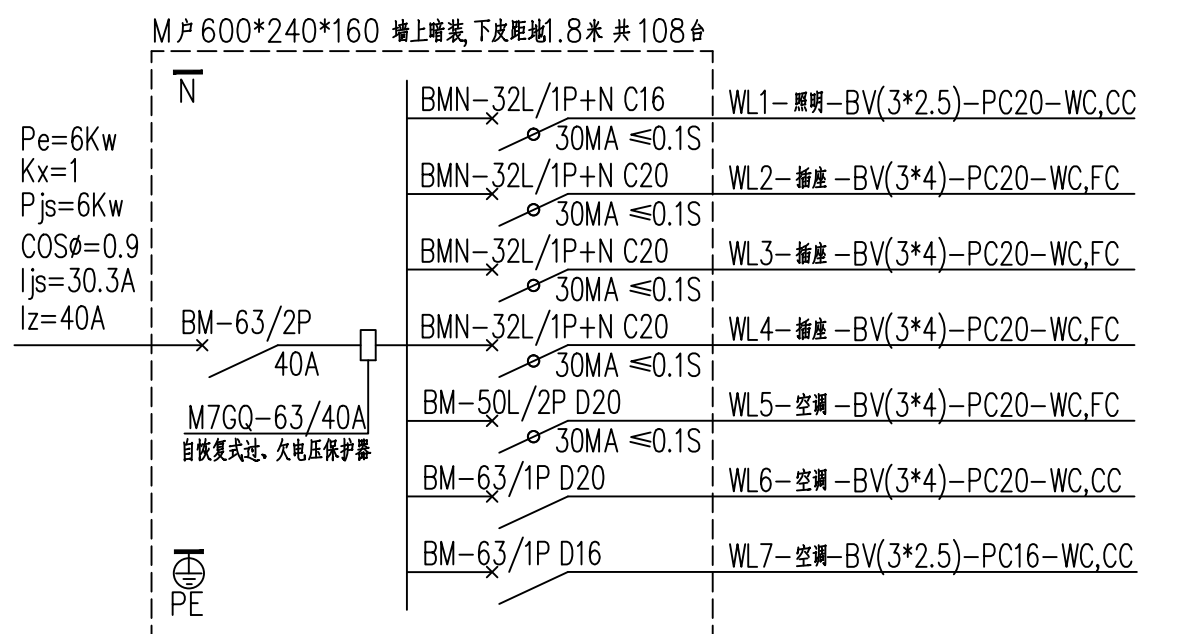 M户 600*240*160 墙上暗装,下皮距地1.8米 共108台
N
Pe=6Kw
Kx=1
Pjs=6Kw
COSø=0.9
Ijs=30.3A
Iz=40A
BM-63/2P
40A
M7GQ-63/40A
自恢复式过、欠电压保护器
PE
BMN-32L/1P+N C16
30MA ≤0.1S
WL1-照明-BV(3*2.5)-PC20-WC,CC
BMN-32L/1P+N C20
30MA ≤0.1S
WL2-插座-BV(3*4)-PC20-WC,FC
BMN-32L/1P+N C20
30MA ≤0.1S
WL3-插座-BV(3*4)-PC20-WC,FC
BMN-32L/1P+N C20
30MA ≤0.1S
WL4-插座-BV(3*4)-PC20-WC,FC
BM-50L/2P D20
30MA ≤0.1S
WL5-空调-BV(3*4)-PC20-WC,FC
BM-63/1P D20
WL6-空调-BV(3*4)-PC20-WC,CC
BM-63/1P D16
WL7-空调-BV(3*2.5)-PC16-WC,CC